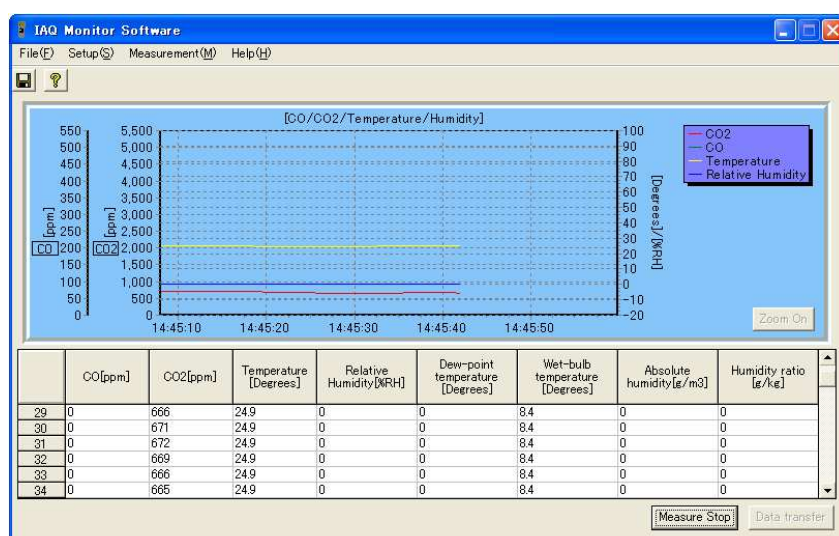 IAQ Monitor Software
File(F) Setup(S) Measurement(M) Help(H)
[CO/CO2/Temperature/Humidity]
550 5,500 100
500 5,000 90
450 4,500 80
400 4,000 70
350 3,500 60
300 3,000 50
250 2,500 40
200 2,000 30
150 1,500 20
100 1,000 10
50 500 0
0 0 -10
-20
[ppm]
CO
[ppm]
CO2
[Degrees]/[%RH]
CO2
CO
Temperature
Relative Humidity
14:45:10 14:45:20 14:45:30 14:45:40 14:45:50
Zoom On
CO[ppm] CO2[ppm] Temperature [Degrees] Relative Humidity[%RH] Dew-point temperature [Degrees] Wet-bulb temperature [Degrees] Absolute humidity[g/m3] Humidity ratio [g/kg]
29 0 666 24.9 0 0 8.4 0 0
30 0 671 24.9 0 0 8.4 0 0
31 0 672 24.9 0 0 8.4 0 0
32 0 669 24.9 0 0 8.4 0 0
33 0 666 24.9 0 0 8.4 0 0
34 0 665 24.9 0 0 8.4 0 0
Measure Stop Data transfer